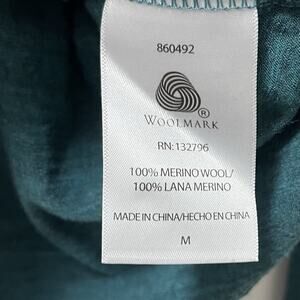 860492
®
WOOLMARK
RN: 132796
100% MERINO WOOL/
100% LANA MERINO
MADE IN CHINA/HECHO EN CHINA
M